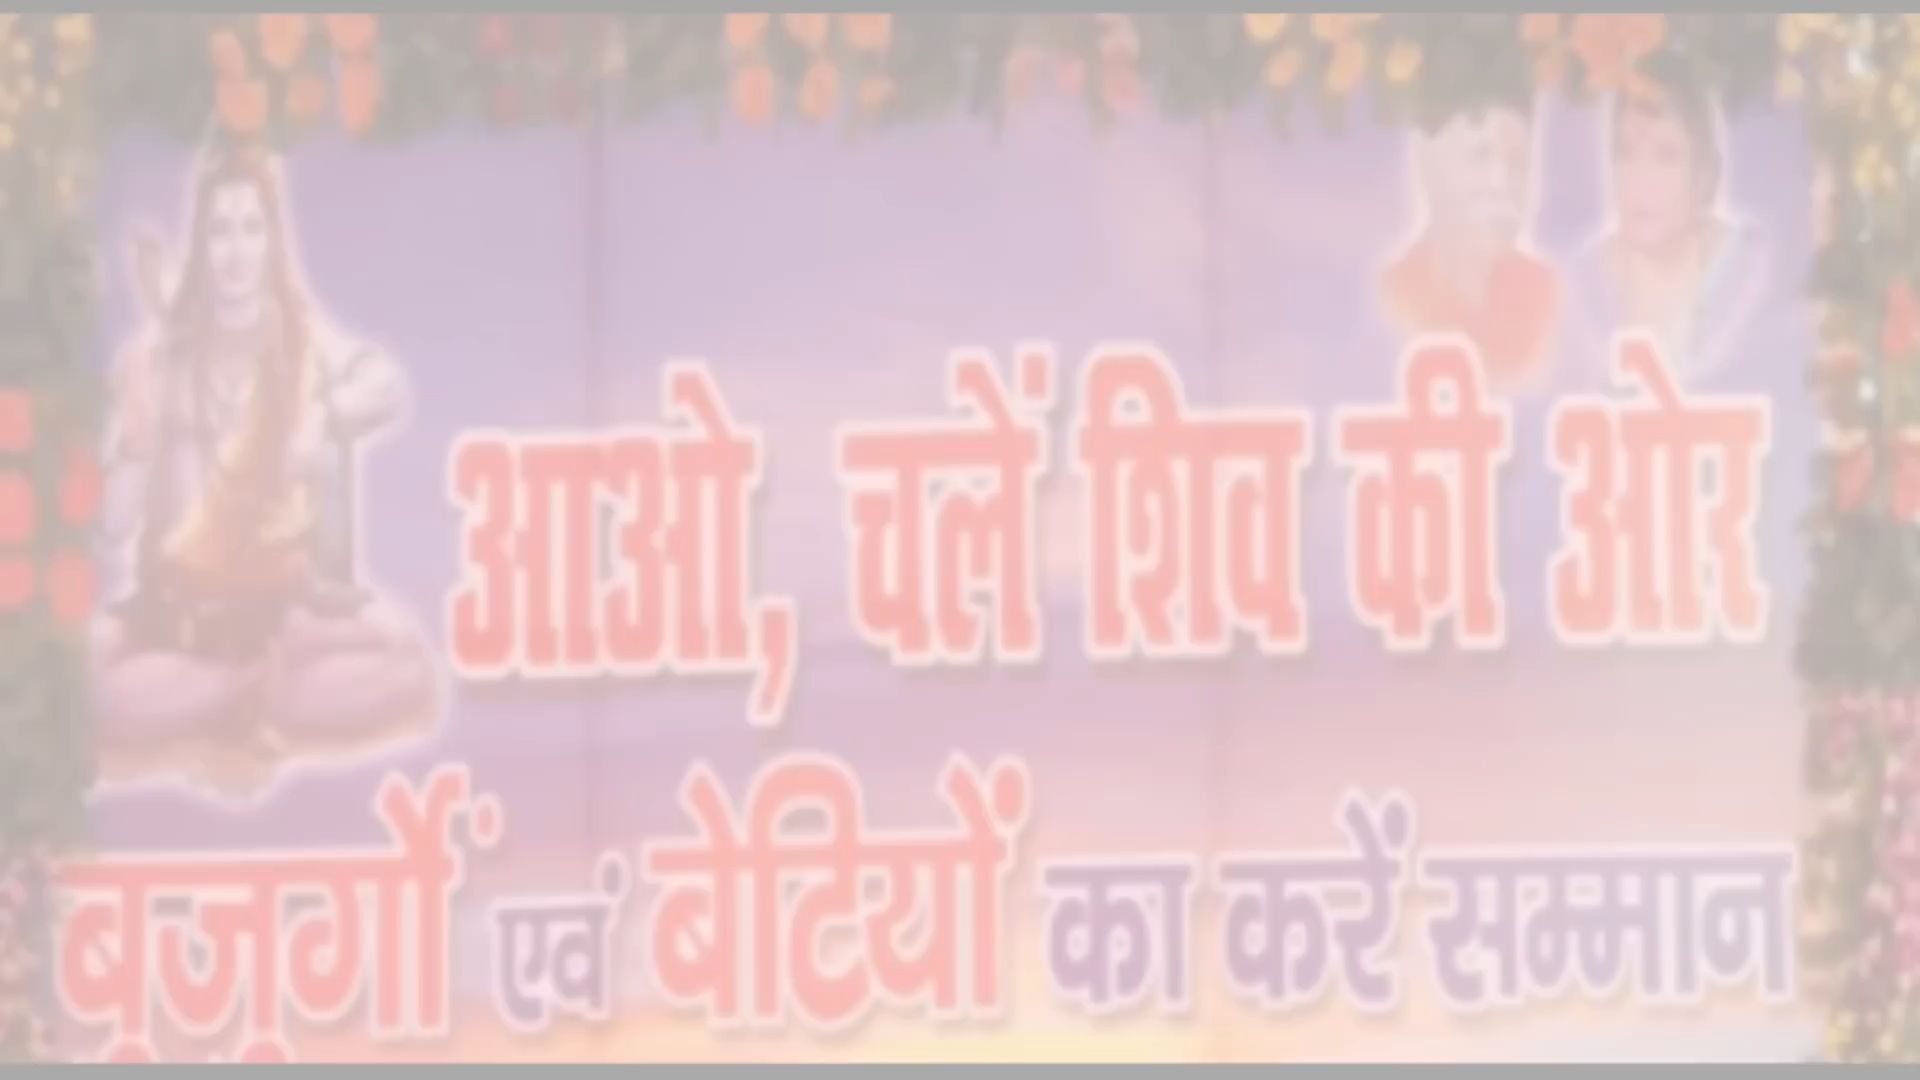 आओ, चलें शिव की ओर
बुजुर्गों एवं बेटियों का करें सम्मान